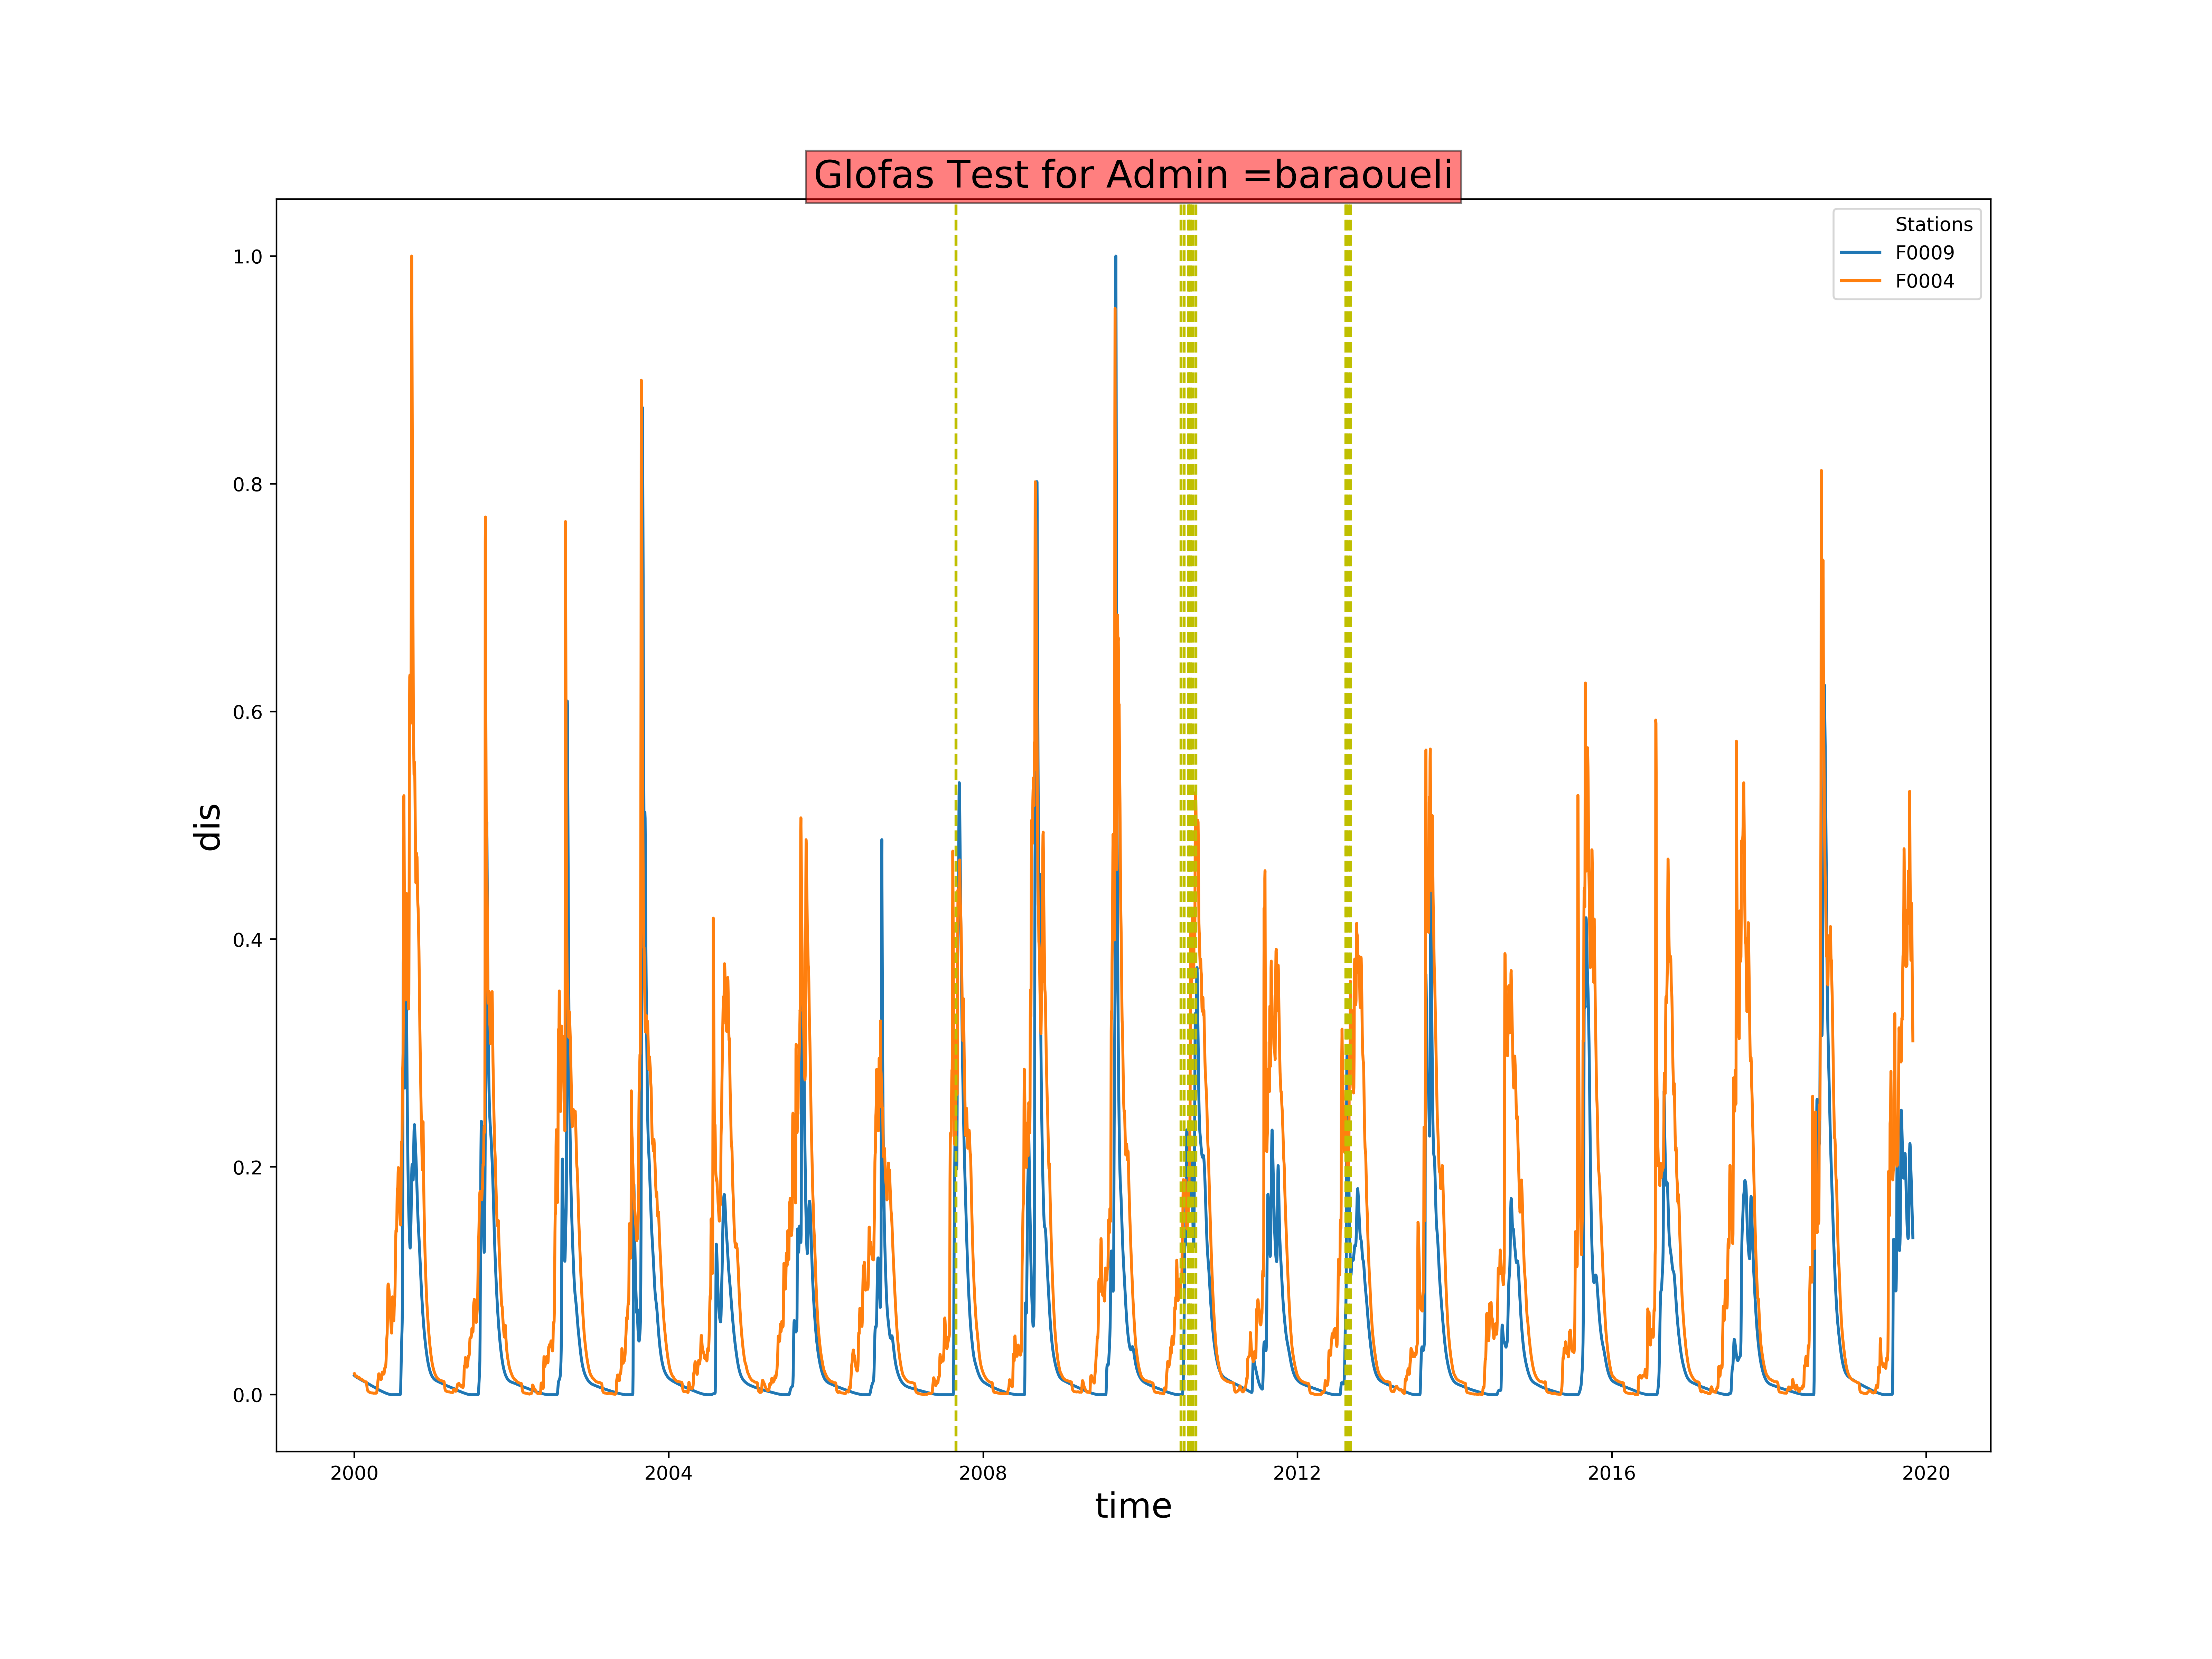 Glofas Test for Admin =baraoueli
Stations
F0009
F0004
1.0
0.8
0.6
0.4
0.2
0.0
dis
2000 2004 2008 2012 2016 2020
time